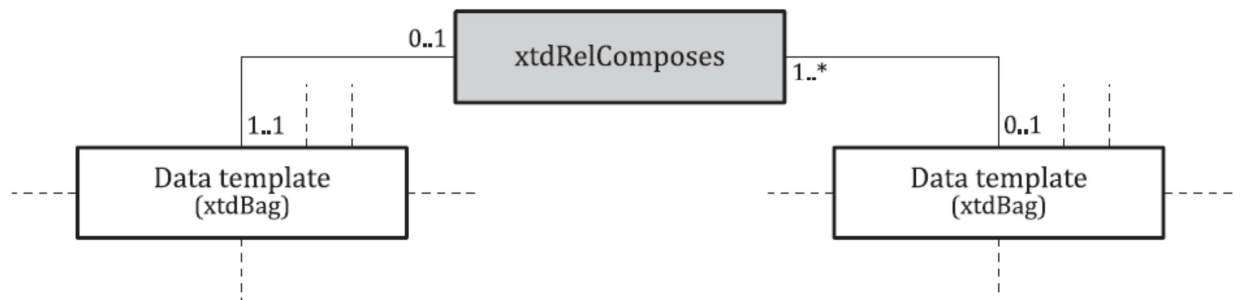 0..1
xtdRelComposes
1..*
1..1
0..1
Data template
(xtdBag)
Data template
(xtdBag)